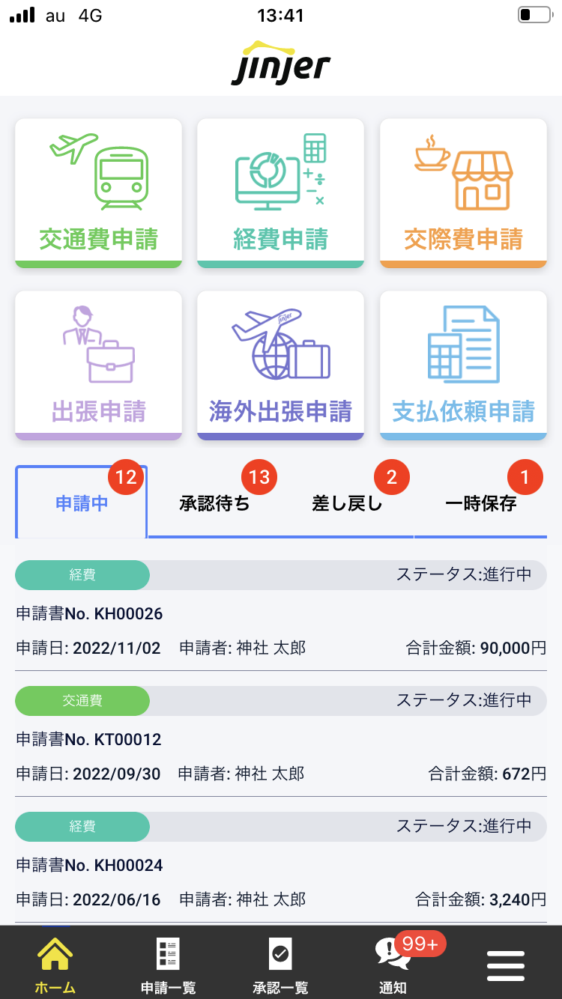 au 4G 13:41
jinjer
交通費申請 経費申請 交際費申請
jinjer
出張申請 海外出張申請 支払依頼申請
12 13 2 1
申請中 承認待ち 差し戻し 一時保存
経費 ステータス:進行中
申請書No. KH00026
申請日: 2022/11/02 申請者: 神社 太郎 合計金額: 90,000円
交通費 ステータス:進行中
申請書No. KT00012
申請日: 2022/09/30 申請者: 神社 太郎 合計金額: 672円
経費 ステータス:進行中
申請書No. KH00024
申請日: 2022/06/16 申請者: 神社 太郎 合計金額: 3,240円
99+
ホーム 申請一覧 承認一覧 通知